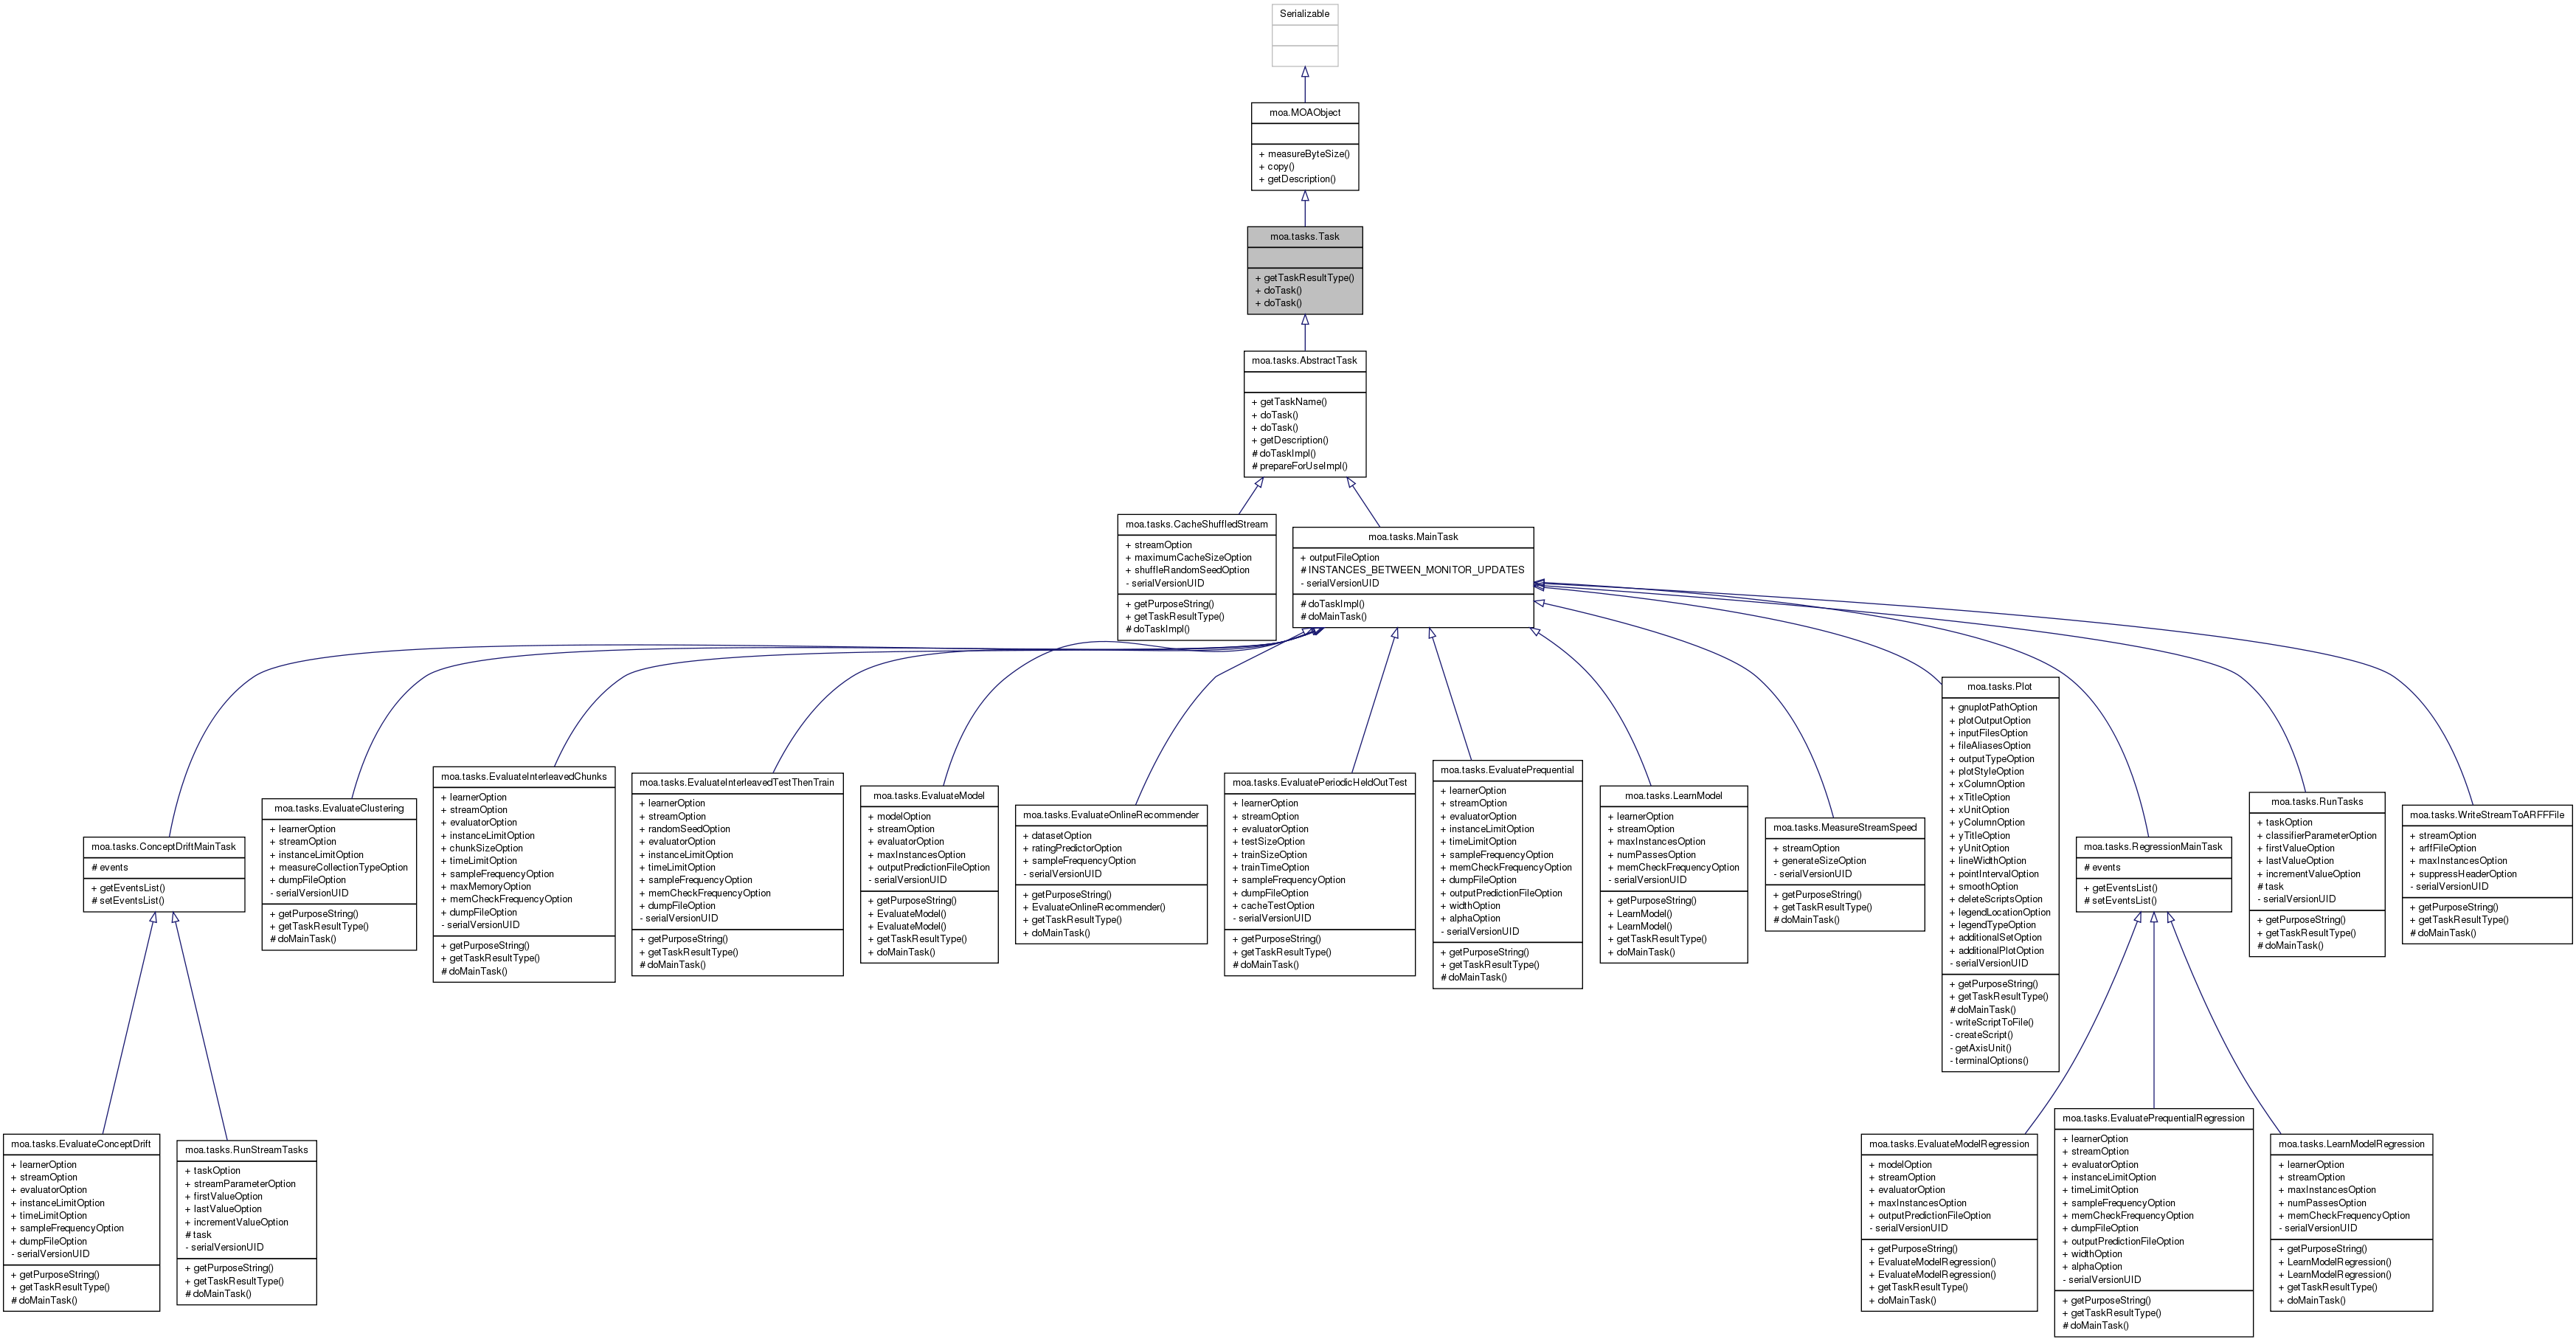 Serializable
moa.MOAObject
+ measureByteSize()
+ copy()
+ getDescription()
moa.tasks.Task
+ getTaskResultType()
+ doTask()
+ doTask()
moa.tasks.AbstractTask
+ getTaskName()
+ doTask()
+ doTask()
+ getDescription()
# doTaskImpl()
# prepareForUseImpl()
moa.tasks.CacheShuffledStream
+ streamOption
+ maximumCacheSizeOption
+ shuffleRandomSeedOption
- serialVersionUID
+ getPurposeString()
+ getTaskResultType()
# doTaskImpl()
moa.tasks.MainTask
+ outputFileOption
# INSTANCES_BETWEEN_MONITOR_UPDATES
- serialVersionUID
# doTaskImpl()
# doMainTask()
moa.tasks.ConceptDriftMainTask
# events
+ getEventsList()
# setEventsList()
moa.tasks.EvaluateClustering
+ learnerOption
+ streamOption
+ instanceLimitOption
+ measureCollectionTypeOption
+ dumpFileOption
- serialVersionUID
+ getPurposeString()
+ getTaskResultType()
# doMainTask()
moa.tasks.EvaluateInterleavedChunks
+ learnerOption
+ streamOption
+ evaluatorOption
+ instanceLimitOption
+ chunkSizeOption
+ timeLimitOption
+ sampleFrequencyOption
+ maxMemoryOption
+ memCheckFrequencyOption
+ dumpFileOption
- serialVersionUID
+ getPurposeString()
+ getTaskResultType()
# doMainTask()
moa.tasks.EvaluateInterleavedTestThenTrain
+ learnerOption
+ streamOption
+ randomSeedOption
+ evaluatorOption
+ instanceLimitOption
+ timeLimitOption
+ sampleFrequencyOption
+ memCheckFrequencyOption
+ dumpFileOption
- serialVersionUID
+ getPurposeString()
+ getTaskResultType()
# doMainTask()
moa.tasks.EvaluateModel
+ modelOption
+ streamOption
+ evaluatorOption
+ maxInstancesOption
+ outputPredictionFileOption
- serialVersionUID
+ getPurposeString()
+ EvaluateModel()
+ EvaluateModel()
+ getTaskResultType()
+ doMainTask()
moa.tasks.EvaluateOnlineRecommender
+ datasetOption
+ ratingPredictorOption
+ sampleFrequencyOption
- serialVersionUID
+ getPurposeString()
+ EvaluateOnlineRecommender()
+ getTaskResultType()
+ doMainTask()
moa.tasks.EvaluatePeriodicHeldOutTest
+ learnerOption
+ streamOption
+ evaluatorOption
+ testSizeOption
+ trainSizeOption
+ trainTimeOption
+ sampleFrequencyOption
+ dumpFileOption
+ cacheTestOption
- serialVersionUID
+ getPurposeString()
+ getTaskResultType()
# doMainTask()
moa.tasks.EvaluatePrequential
+ learnerOption
+ streamOption
+ evaluatorOption
+ instanceLimitOption
+ timeLimitOption
+ sampleFrequencyOption
+ memCheckFrequencyOption
+ dumpFileOption
+ outputPredictionFileOption
+ widthOption
+ alphaOption
- serialVersionUID
+ getPurposeString()
+ getTaskResultType()
# doMainTask()
moa.tasks.LearnModel
+ learnerOption
+ streamOption
+ maxInstancesOption
+ numPassesOption
+ memCheckFrequencyOption
- serialVersionUID
+ getPurposeString()
+ LearnModel()
+ LearnModel()
+ getTaskResultType()
+ doMainTask()
moa.tasks.MeasureStreamSpeed
+ streamOption
+ generateSizeOption
- serialVersionUID
+ getPurposeString()
+ getTaskResultType()
# doMainTask()
moa.tasks.Plot
+ gnuplotPathOption
+ plotOutputOption
+ inputFilesOption
+ fileAliasesOption
+ outputTypeOption
+ plotStyleOption
+ xColumnOption
+ xTitleOption
+ xUnitOption
+ yColumnOption
+ yTitleOption
+ yUnitOption
+ lineWidthOption
+ pointIntervalOption
+ smoothOption
+ deleteScriptsOption
+ legendLocationOption
+ legendTypeOption
+ additionalSetOption
+ additionalPlotOption
- serialVersionUID
+ getPurposeString()
+ getTaskResultType()
# doMainTask()
- writeScriptToFile()
- createScript()
- getAxisUnit()
- terminalOptions()
moa.tasks.RegressionMainTask
# events
+ getEventsList()
# setEventsList()
moa.tasks.RunTasks
+ taskOption
+ classifierParameterOption
+ firstValueOption
+ lastValueOption
+ incrementValueOption
# task
- serialVersionUID
+ getPurposeString()
+ getTaskResultType()
# doMainTask()
moa.tasks.WriteStreamToARFFFile
+ streamOption
+ arffFileOption
+ maxInstancesOption
+ suppressHeaderOption
- serialVersionUID
+ getPurposeString()
+ getTaskResultType()
# doMainTask()
moa.tasks.EvaluateConceptDrift
+ learnerOption
+ streamOption
+ evaluatorOption
+ instanceLimitOption
+ timeLimitOption
+ sampleFrequencyOption
+ dumpFileOption
- serialVersionUID
+ getPurposeString()
+ getTaskResultType()
# doMainTask()
moa.tasks.RunStreamTasks
+ taskOption
+ streamParameterOption
+ firstValueOption
+ lastValueOption
+ incrementValueOption
# task
- serialVersionUID
+ getPurposeString()
+ getTaskResultType()
# doMainTask()
moa.tasks.EvaluateModelRegression
+ modelOption
+ streamOption
+ evaluatorOption
+ maxInstancesOption
+ outputPredictionFileOption
- serialVersionUID
+ getPurposeString()
+ EvaluateModelRegression()
+ EvaluateModelRegression()
+ getTaskResultType()
+ doMainTask()
moa.tasks.EvaluatePrequentialRegression
+ learnerOption
+ streamOption
+ evaluatorOption
+ instanceLimitOption
+ timeLimitOption
+ sampleFrequencyOption
+ memCheckFrequencyOption
+ dumpFileOption
+ outputPredictionFileOption
+ widthOption
+ alphaOption
- serialVersionUID
+ getPurposeString()
+ getTaskResultType()
# doMainTask()
moa.tasks.LearnModelRegression
+ learnerOption
+ streamOption
+ maxInstancesOption
+ numPassesOption
+ memCheckFrequencyOption
- serialVersionUID
+ getPurposeString()
+ LearnModelRegression()
+ LearnModelRegression()
+ getTaskResultType()
+ doMainTask()